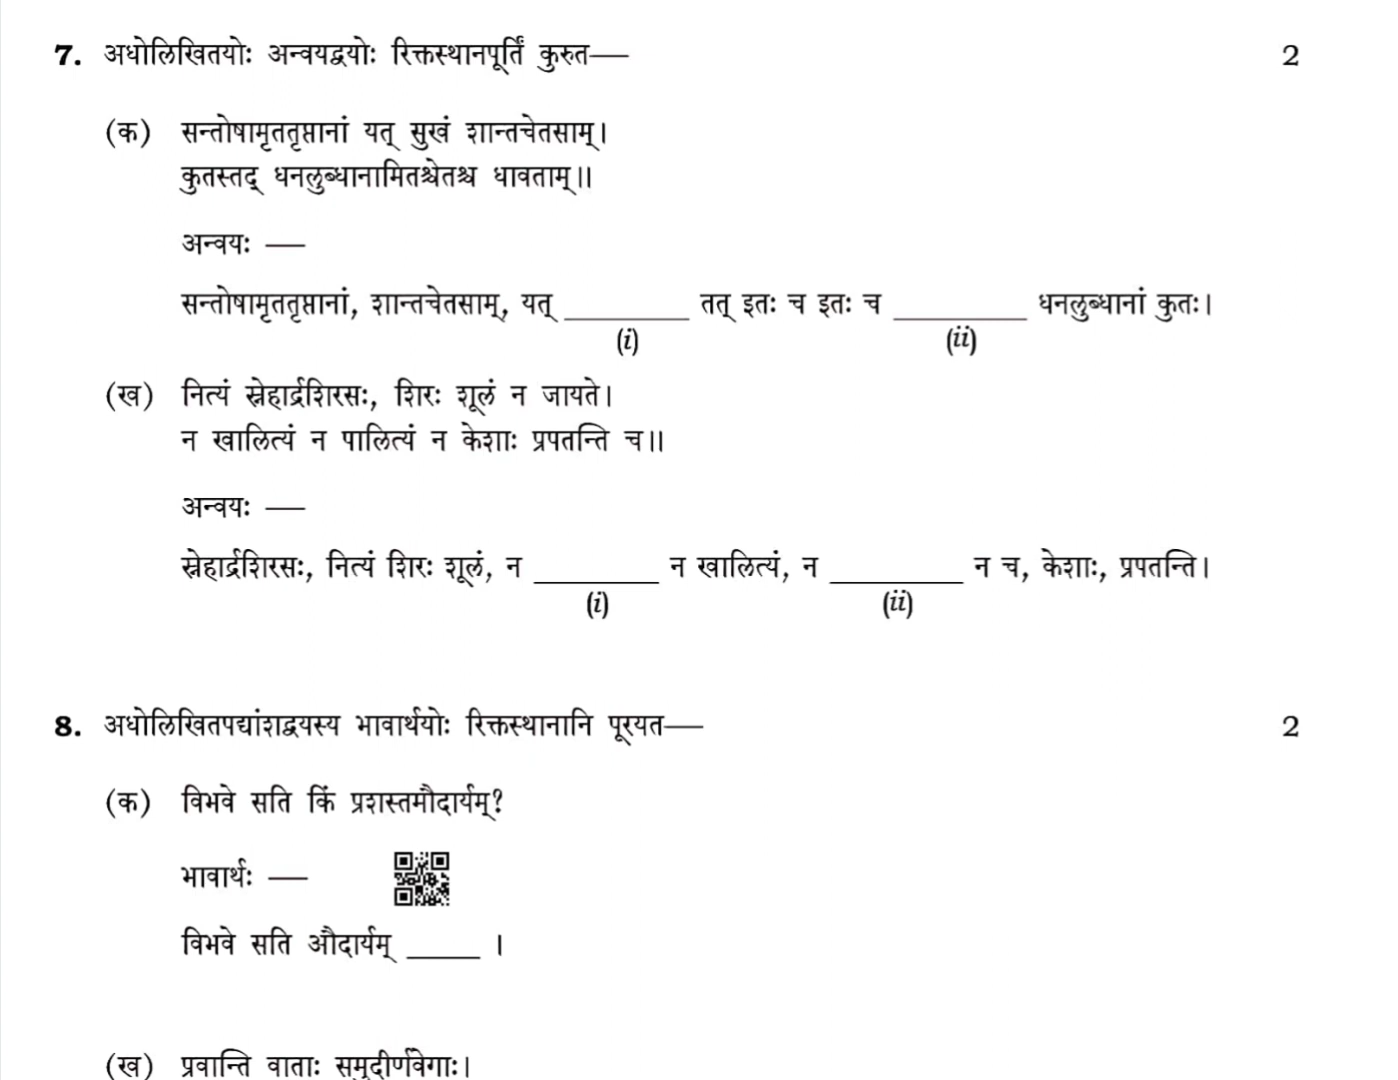 7. अधोलिखितयोः अन्वयद्वयोः रिक्तस्थानपूर्तिं कुरुत— 2
(क) सन्तोषामृततृप्तानां यत् सुखं शान्तचेतसाम्।
कुतस्तद् धनलुब्धानामितश्चेतश्च धावताम्॥
अन्वयः —
सन्तोषामृततृप्तानां, शान्तचेतसाम्, यत् ________ तत् इतः च इतः च ________ धनलुब्धानां कुतः।
(i) (ii)
(ख) नित्यं स्नेहार्द्रशिरसः, शिरः शूलं न जायते।
न खालित्यं न पालित्यं न केशाः प्रपतन्ति च॥
अन्वयः —
स्नेहार्द्रशिरसः, नित्यं शिरः शूलं, न ________ न खालित्यं, न ________ न च, केशाः, प्रपतन्ति।
(i) (ii)
8. अधोलिखितपद्यांशद्वयस्य भावार्थयोः रिक्तस्थानानि पूरयत— 2
(क) विभवे सति किं प्रशस्तमौदार्यम्?
भावार्थः —
विभवे सति औदार्यम् _____ ।
(ख) प्रवान्ति वाताः समुदीर्णवेगाः।